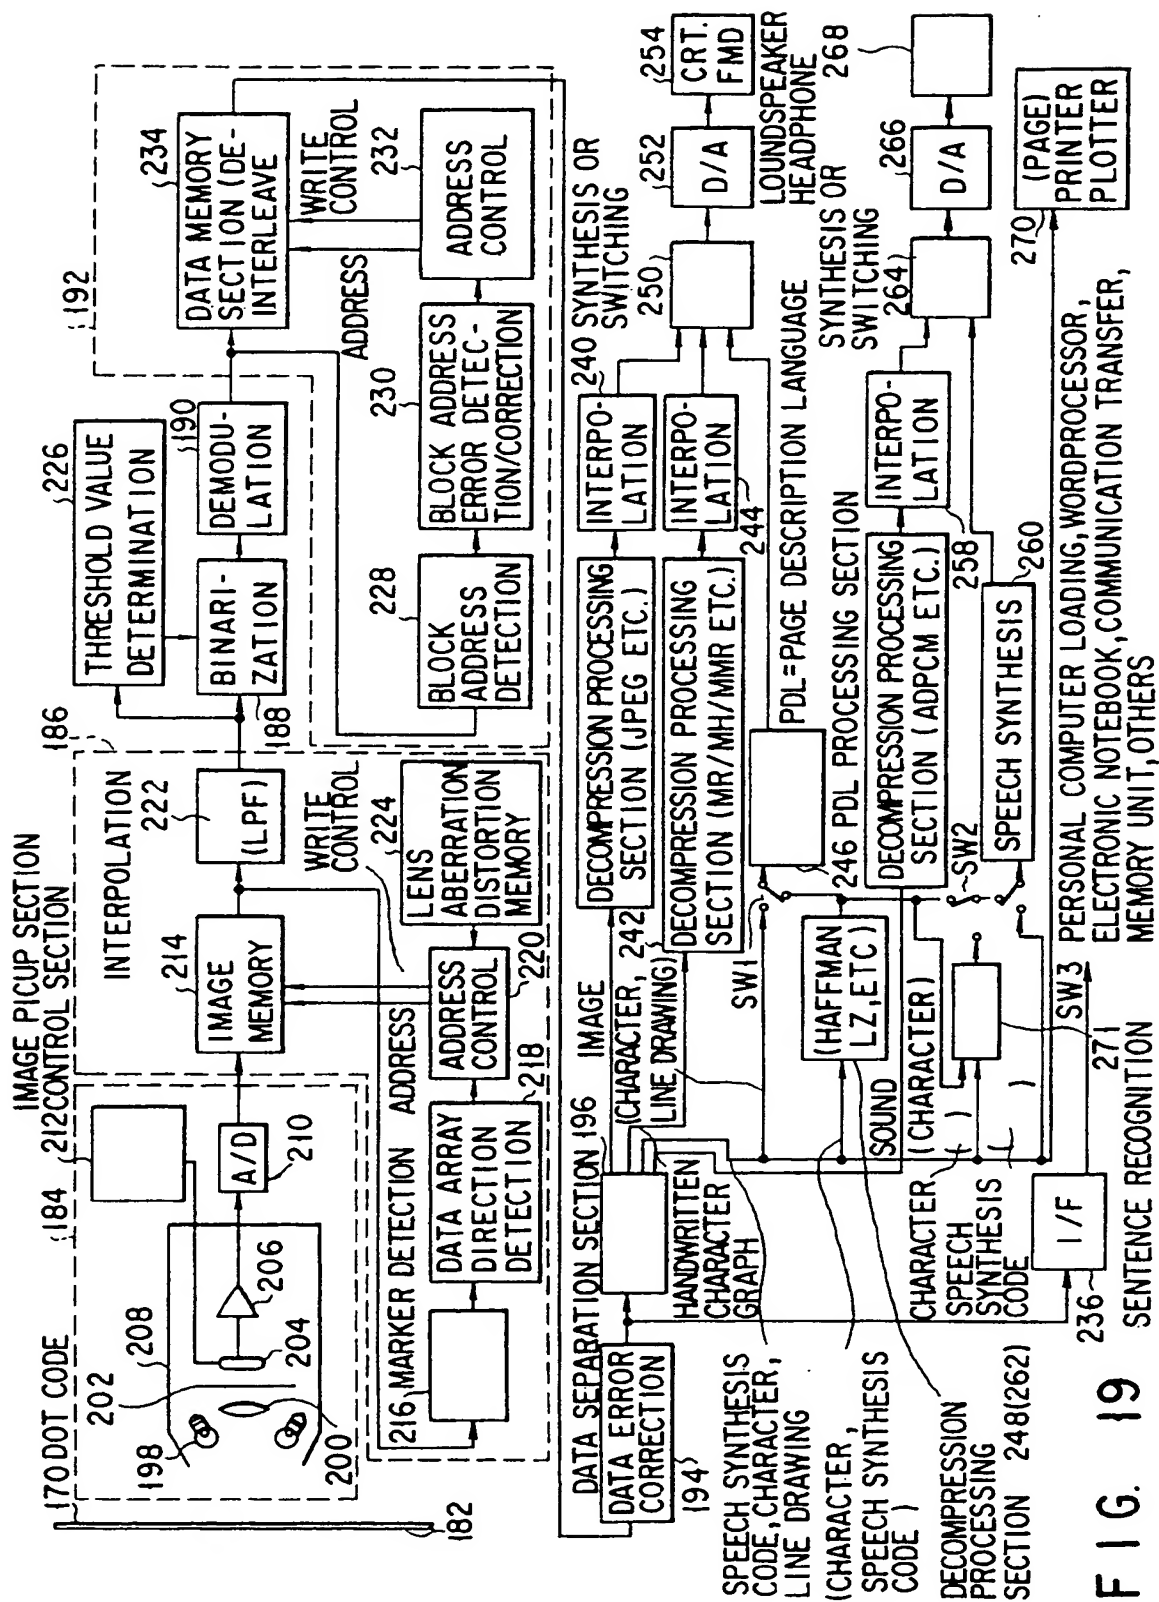 170 DOT CODE
182
184
IMAGE PICUP SECTION
212 CONTROL SECTION
202
208
198
200
204
206
A/D
210
186
INTERPOLATION
214
IMAGE
MEMORY
222
(LPF)
WRITE
CONTROL
224
LENS
ABERRATION
DISTORTION
MEMORY
ADDRESS
ADDRESS
CONTROL
220
216 MARKER DETECTION
DATA ARRAY
DIRECTION
DETECTION
218
226
THRESHOLD VALUE
DETERMINATION
BINARI-
ZATION
188
190
DEMODU-
LATION
192
234
DATA MEMORY
SECTION (DE-
INTERLEAVE
WRITE
CONTROL
ADDRESS
232
ADDRESS
CONTROL
230
BLOCK ADDRESS
ERROR DETEC-
TION/CORRECTION
228
BLOCK
ADDRESS
DETECTION
DATA SEPARATION SECTION 196
DATA ERROR
CORRECTION
194
HANDWRITTEN
CHARACTER
GRAPH
IMAGE
(CHARACTER,
LINE DRAWING)
DECOMPRESSION PROCESSING
SECTION (JPEG ETC.)
242
DECOMPRESSION PROCESSING
SECTION (MR/MH/MMR ETC.)
INTERPO-
LATION
240
INTERPO-
LATION
244
SYNTHESIS OR
SWITCHING
250
252
D/A
254
CRT.
FMD
LOUNDSPEAKER
HEADPHONE
PDL=PAGE DESCRIPTION LANGUAGE
246 PDL PROCESSING SECTION
SW1
(HAFFMAN
LZ,ETC)
SOUND
DECOMPRESSION PROCESSING
SECTION (ADPCM ETC.)
INTERPO-
LATION
258
SYNTHESIS OR
SWITCHING
264
266
D/A
268
SW2
SPEECH SYNTHESIS
260
270
(PAGE)
PRINTER
PLOTTER
(CHARACTER)
CHARACTER ( )
SPEECH
SYNTHESIS
CODE
( )
271
SENTENCE RECOGNITION
SW3
I/F
236
PERSONAL COMPUTER LOADING, WORDPROCESSOR,
ELECTRONIC NOTEBOOK, COMMUNICATION TRANSFER,
MEMORY UNIT, OTHERS
SPEECH SYNTHESIS
CODE, CHARACTER,
LINE DRAWING
(CHARACTER,
SPEECH SYNTHESIS
CODE )
DECOMPRESSION
PROCESSING
SECTION 248(262)
FIG. 19